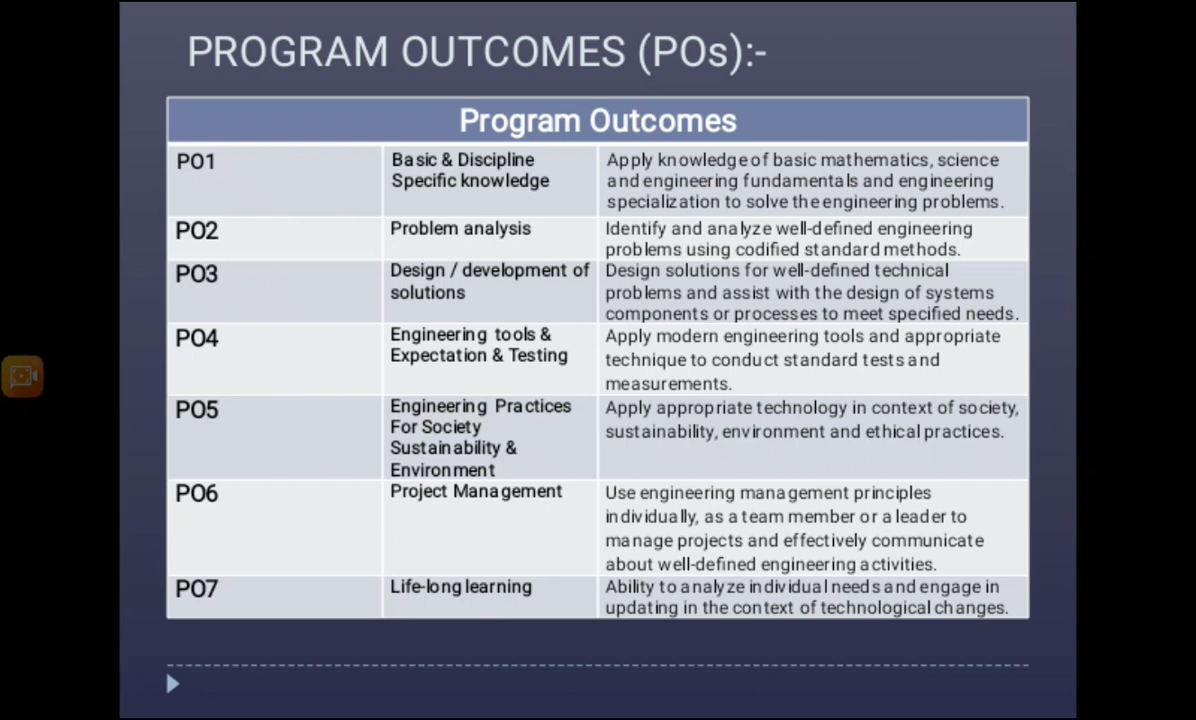 PROGRAM OUTCOMES (POs):-
Program Outcomes
PO1
Basic & Discipline
Specific knowledge
Apply knowledge of basic mathematics, science
and engineering fundamentals and engineering
specialization to solve the engineering problems.
PO2
Problem analysis
Identify and analyze well-defined engineering
problems using codified standard methods.
PO3
Design / development of
solutions
Design solutions for well-defined technical
problems and assist with the design of systems
components or processes to meet specified needs.
PO4
Engineering tools &
Expectation & Testing
Apply modern engineering tools and appropriate
technique to conduct standard tests and
measurements.
PO5
Engineering Practices
For Society
Sustainability &
Environment
Apply appropriate technology in context of society,
sustainability, environment and ethical practices.
PO6
Project Management
Use engineering management principles
individually, as a team member or a leader to
manage projects and effectively communicate
about well-defined engineering activities.
PO7
Life-long learning
Ability to analyze individual needs and engage in
updating in the context of technological changes.